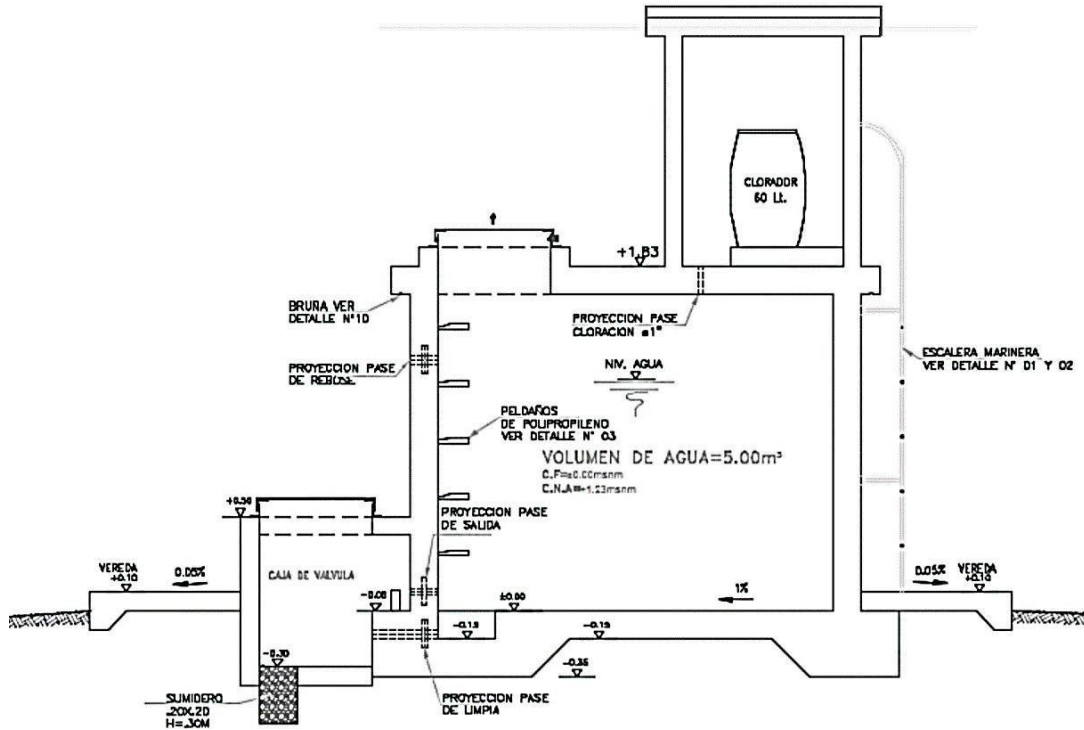 CLORADOR
60 Lt.
+1.83
BRUÑA VER
DETALLE N°10
PROYECCION PASE
CLORACION ø1"
ESCALERA MARINERA
VER DETALLE N° 01 Y 02
PROYECCION PASE
DE REBOSE
NIV. AGUA
PELDAÑOS
DE POLIPROPILENO
VER DETALLE N° 03
VOLUMEN DE AGUA=5.00m³
C.F=±0.00msnm
C.N.A=+1.23msnm
+0.50
PROYECCION PASE
DE SALIDA
VEREDA
+0.10
0.05%
CAJA DE VALVULA
-0.08
±0.00
1%
0.05%
VEREDA
+0.10
-0.15
-0.15
-0.30
-0.35
SUMIDERO
.20X.20
H=.30M
PROYECCION PASE
DE LIMPIA